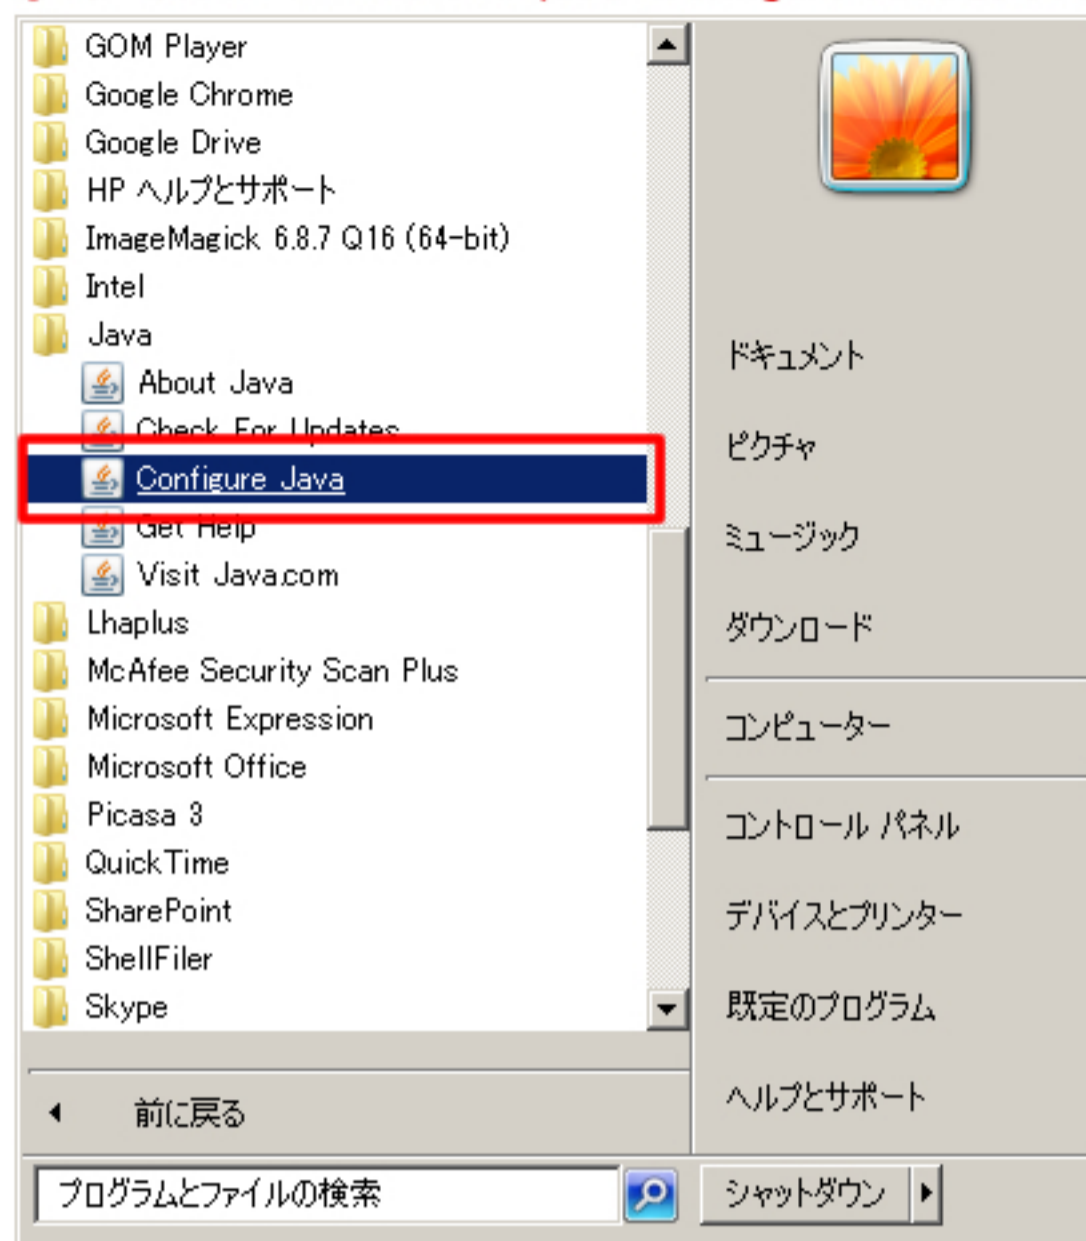 GOM Player
Google Chrome
Google Drive
HP ヘルプとサポート
ImageMagick 6.8.7 Q16 (64-bit)
Intel
Java
About Java
Check For Updates
Configure Java
Get Help
Visit Java.com
Lhaplus
McAfee Security Scan Plus
Microsoft Expression
Microsoft Office
Picasa 3
QuickTime
SharePoint
ShellFiler
Skype
前に戻る
プログラムとファイルの検索
ドキュメント
ピクチャ
ミュージック
ダウンロード
コンピューター
コントロール パネル
デバイスとプリンター
既定のプログラム
ヘルプとサポート
シャットダウン